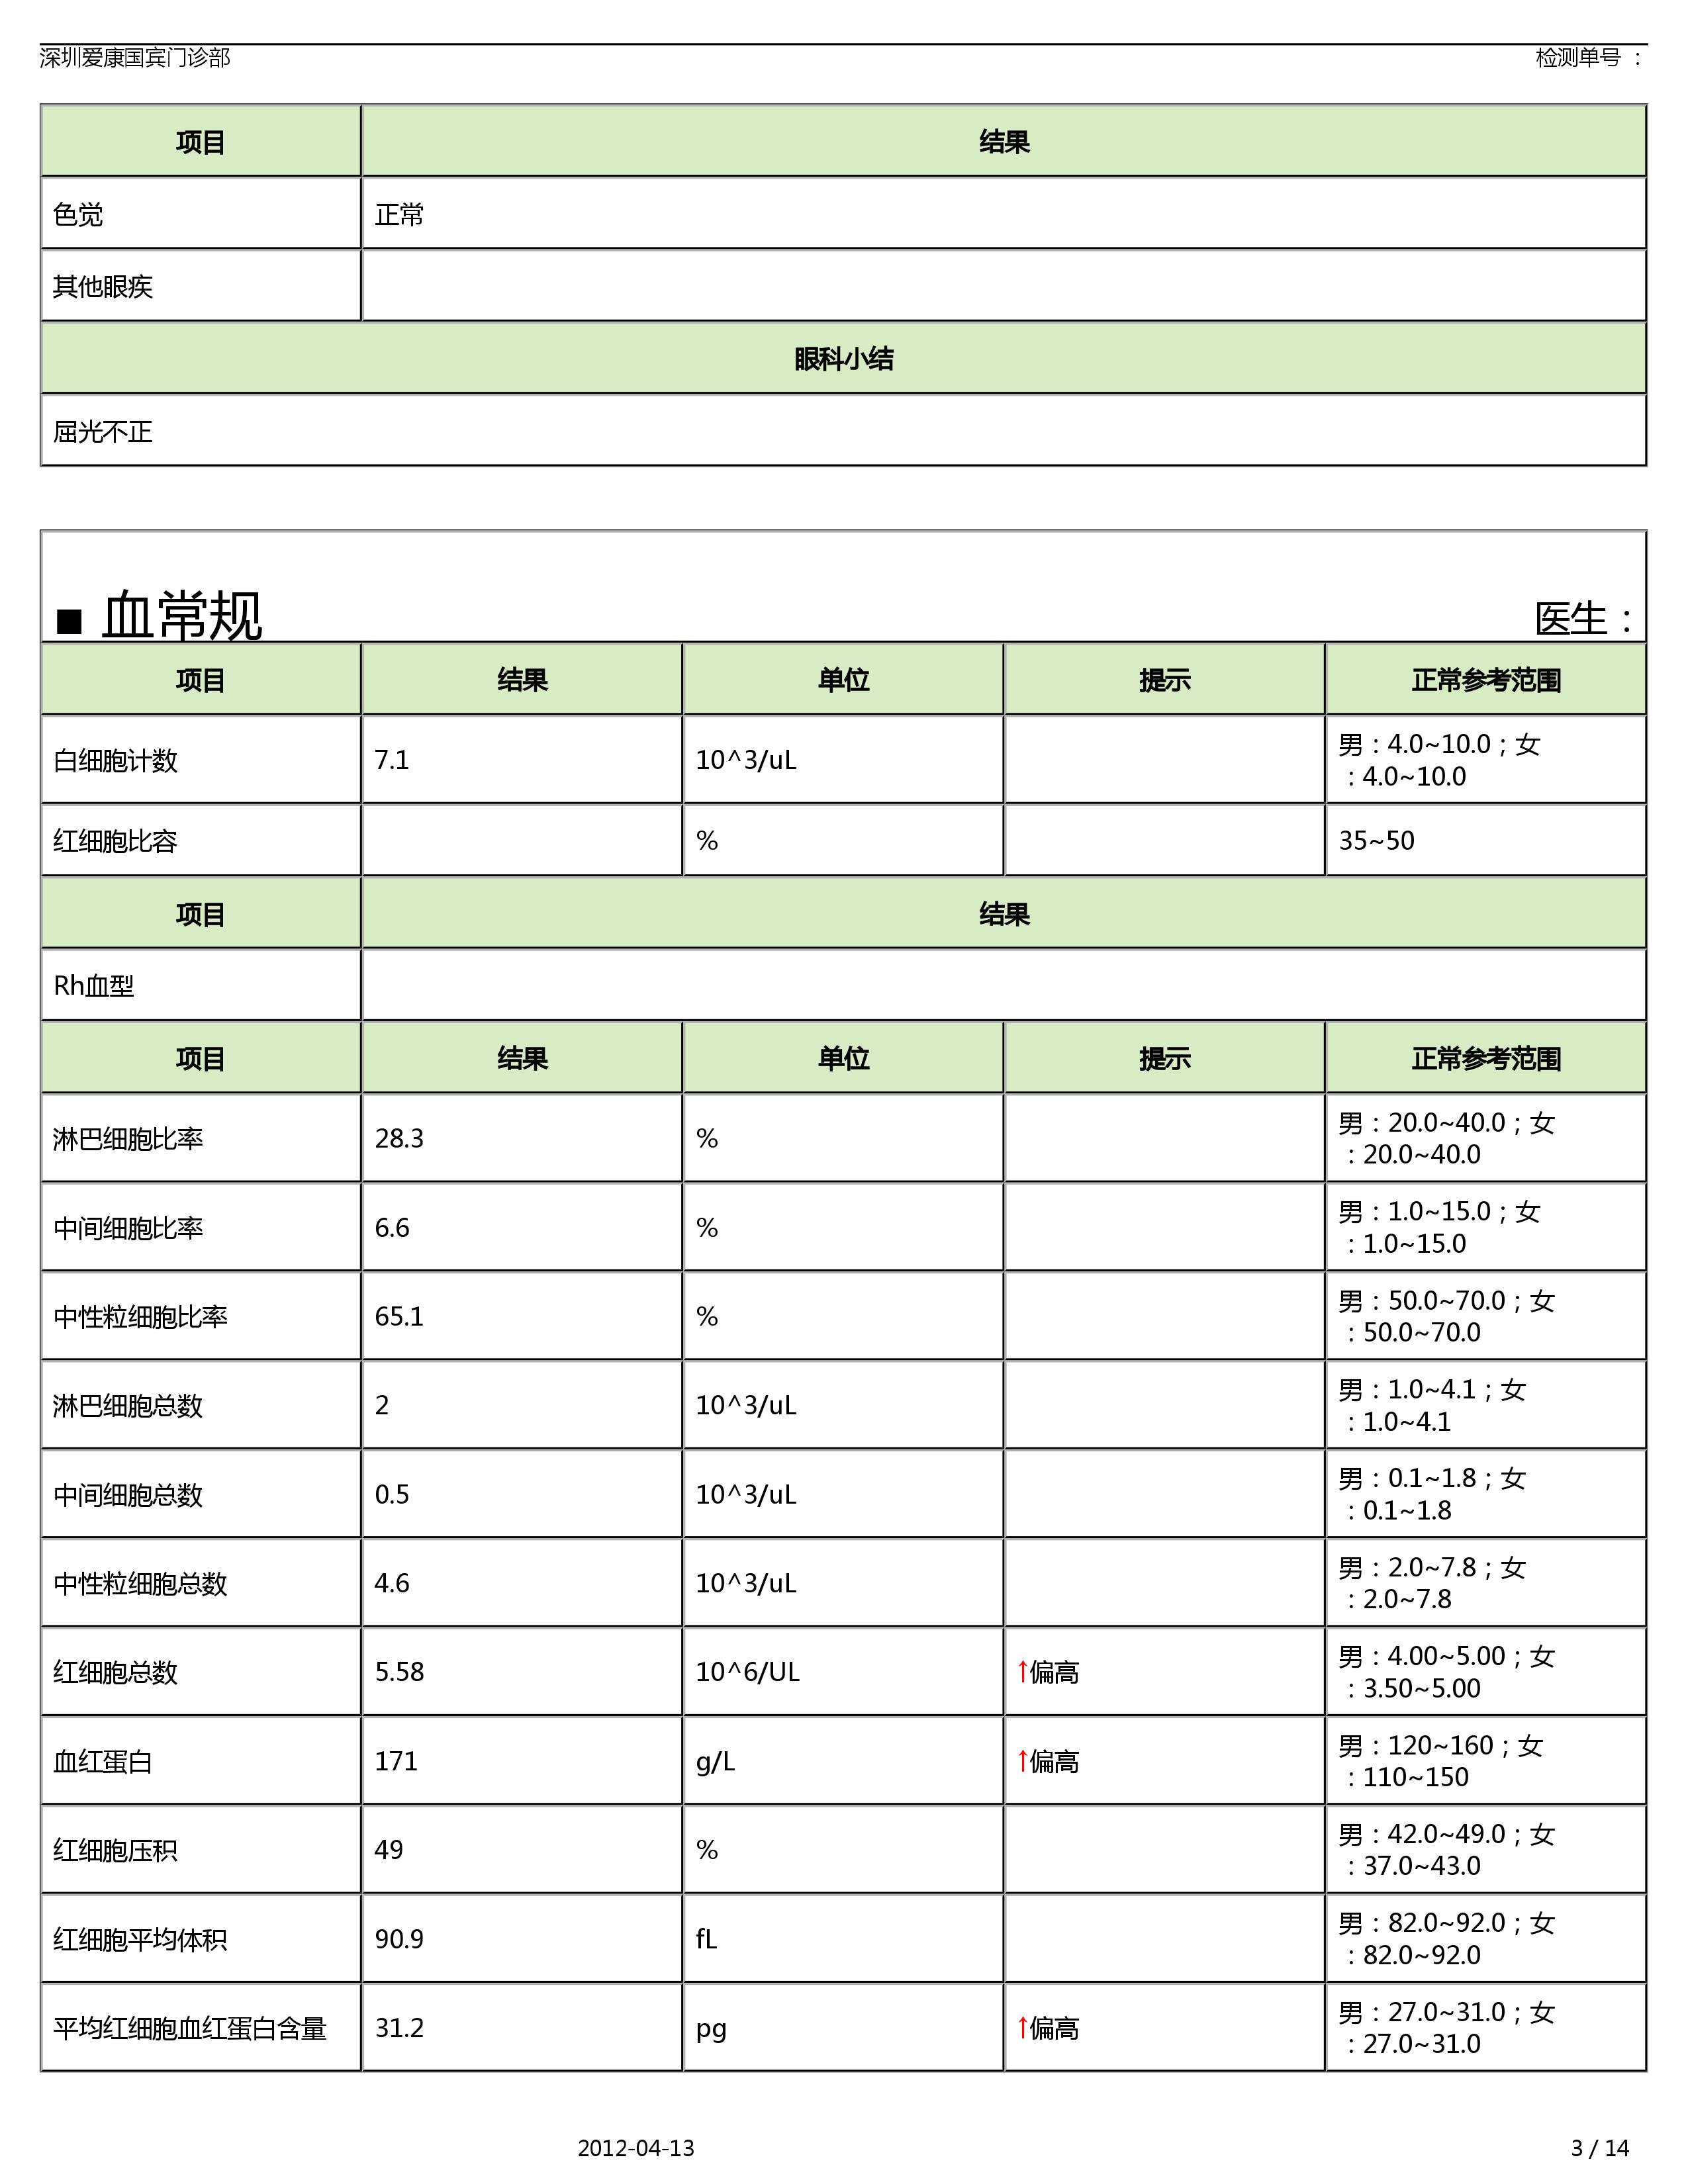 深圳爱康国宾门诊部 检测单号：
项目 结果
色觉 正常
其他眼疾
眼科小结
屈光不正
■ 血常规 医生：
项目 结果 单位 提示 正常参考范围
白细胞计数 7.1 10^3/uL 男：4.0~10.0；女
：4.0~10.0
红细胞比容 % 35~50
项目 结果
Rh血型
项目 结果 单位 提示 正常参考范围
淋巴细胞比率 28.3 % 男：20.0~40.0；女
：20.0~40.0
中间细胞比率 6.6 % 男：1.0~15.0；女
：1.0~15.0
中性粒细胞比率 65.1 % 男：50.0~70.0；女
：50.0~70.0
淋巴细胞总数 2 10^3/uL 男：1.0~4.1；女
：1.0~4.1
中间细胞总数 0.5 10^3/uL 男：0.1~1.8；女
：0.1~1.8
中性粒细胞总数 4.6 10^3/uL 男：2.0~7.8；女
：2.0~7.8
红细胞总数 5.58 10^6/UL ↑偏高 男：4.00~5.00；女
：3.50~5.00
血红蛋白 171 g/L ↑偏高 男：120~160；女
：110~150
红细胞压积 49 % 男：42.0~49.0；女
：37.0~43.0
红细胞平均体积 90.9 fL 男：82.0~92.0；女
：82.0~92.0
平均红细胞血红蛋白含量 31.2 pg ↑偏高 男：27.0~31.0；女
：27.0~31.0
2012-04-13 3 / 14